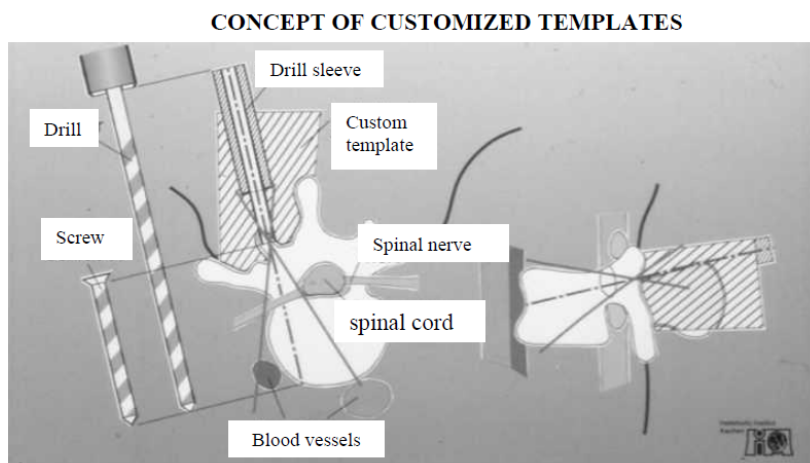 CONCEPT OF CUSTOMIZED TEMPLATES
Drill sleeve
Drill
Custom
template
Screw
Spinal nerve
spinal cord
Blood vessels